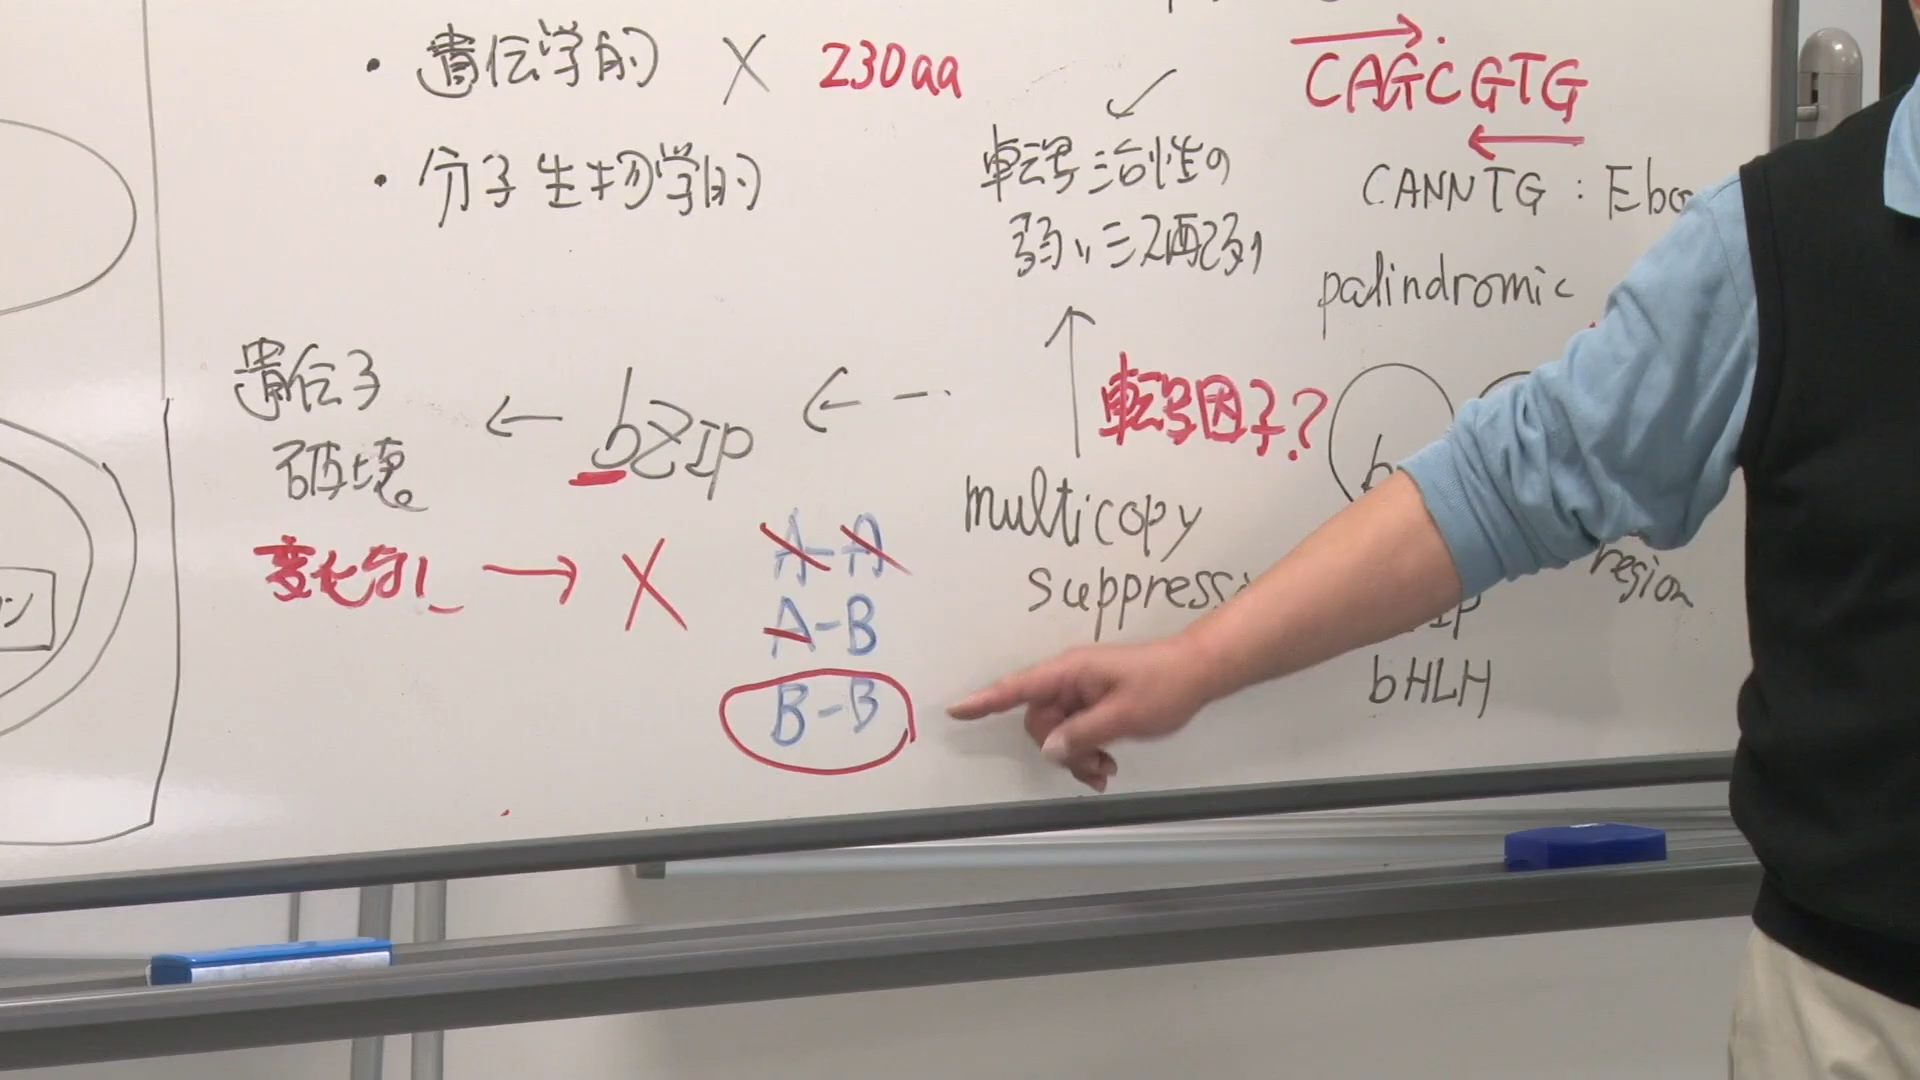 ・遺伝学的 X 230aa
・分子生物学的
転写活性の
弱い三ス配列
CAGCGTG
CANNTG : Ebo
palindromic
遺伝子
破壊
← bZIP ← --
転写因子?
変化なし → X
A-A
A-B
B-B
multicopy
suppress
region
bHLH